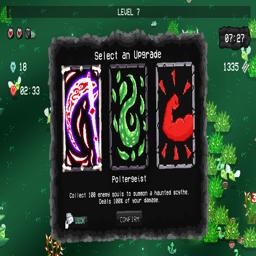 LEVEL 7
07:27
18
1335
02:33
Select an Upgrade
Poltergeist
Collect 100 enemy souls to summon a haunted scythe.
Deals 100% of your damage.
CONFIRM